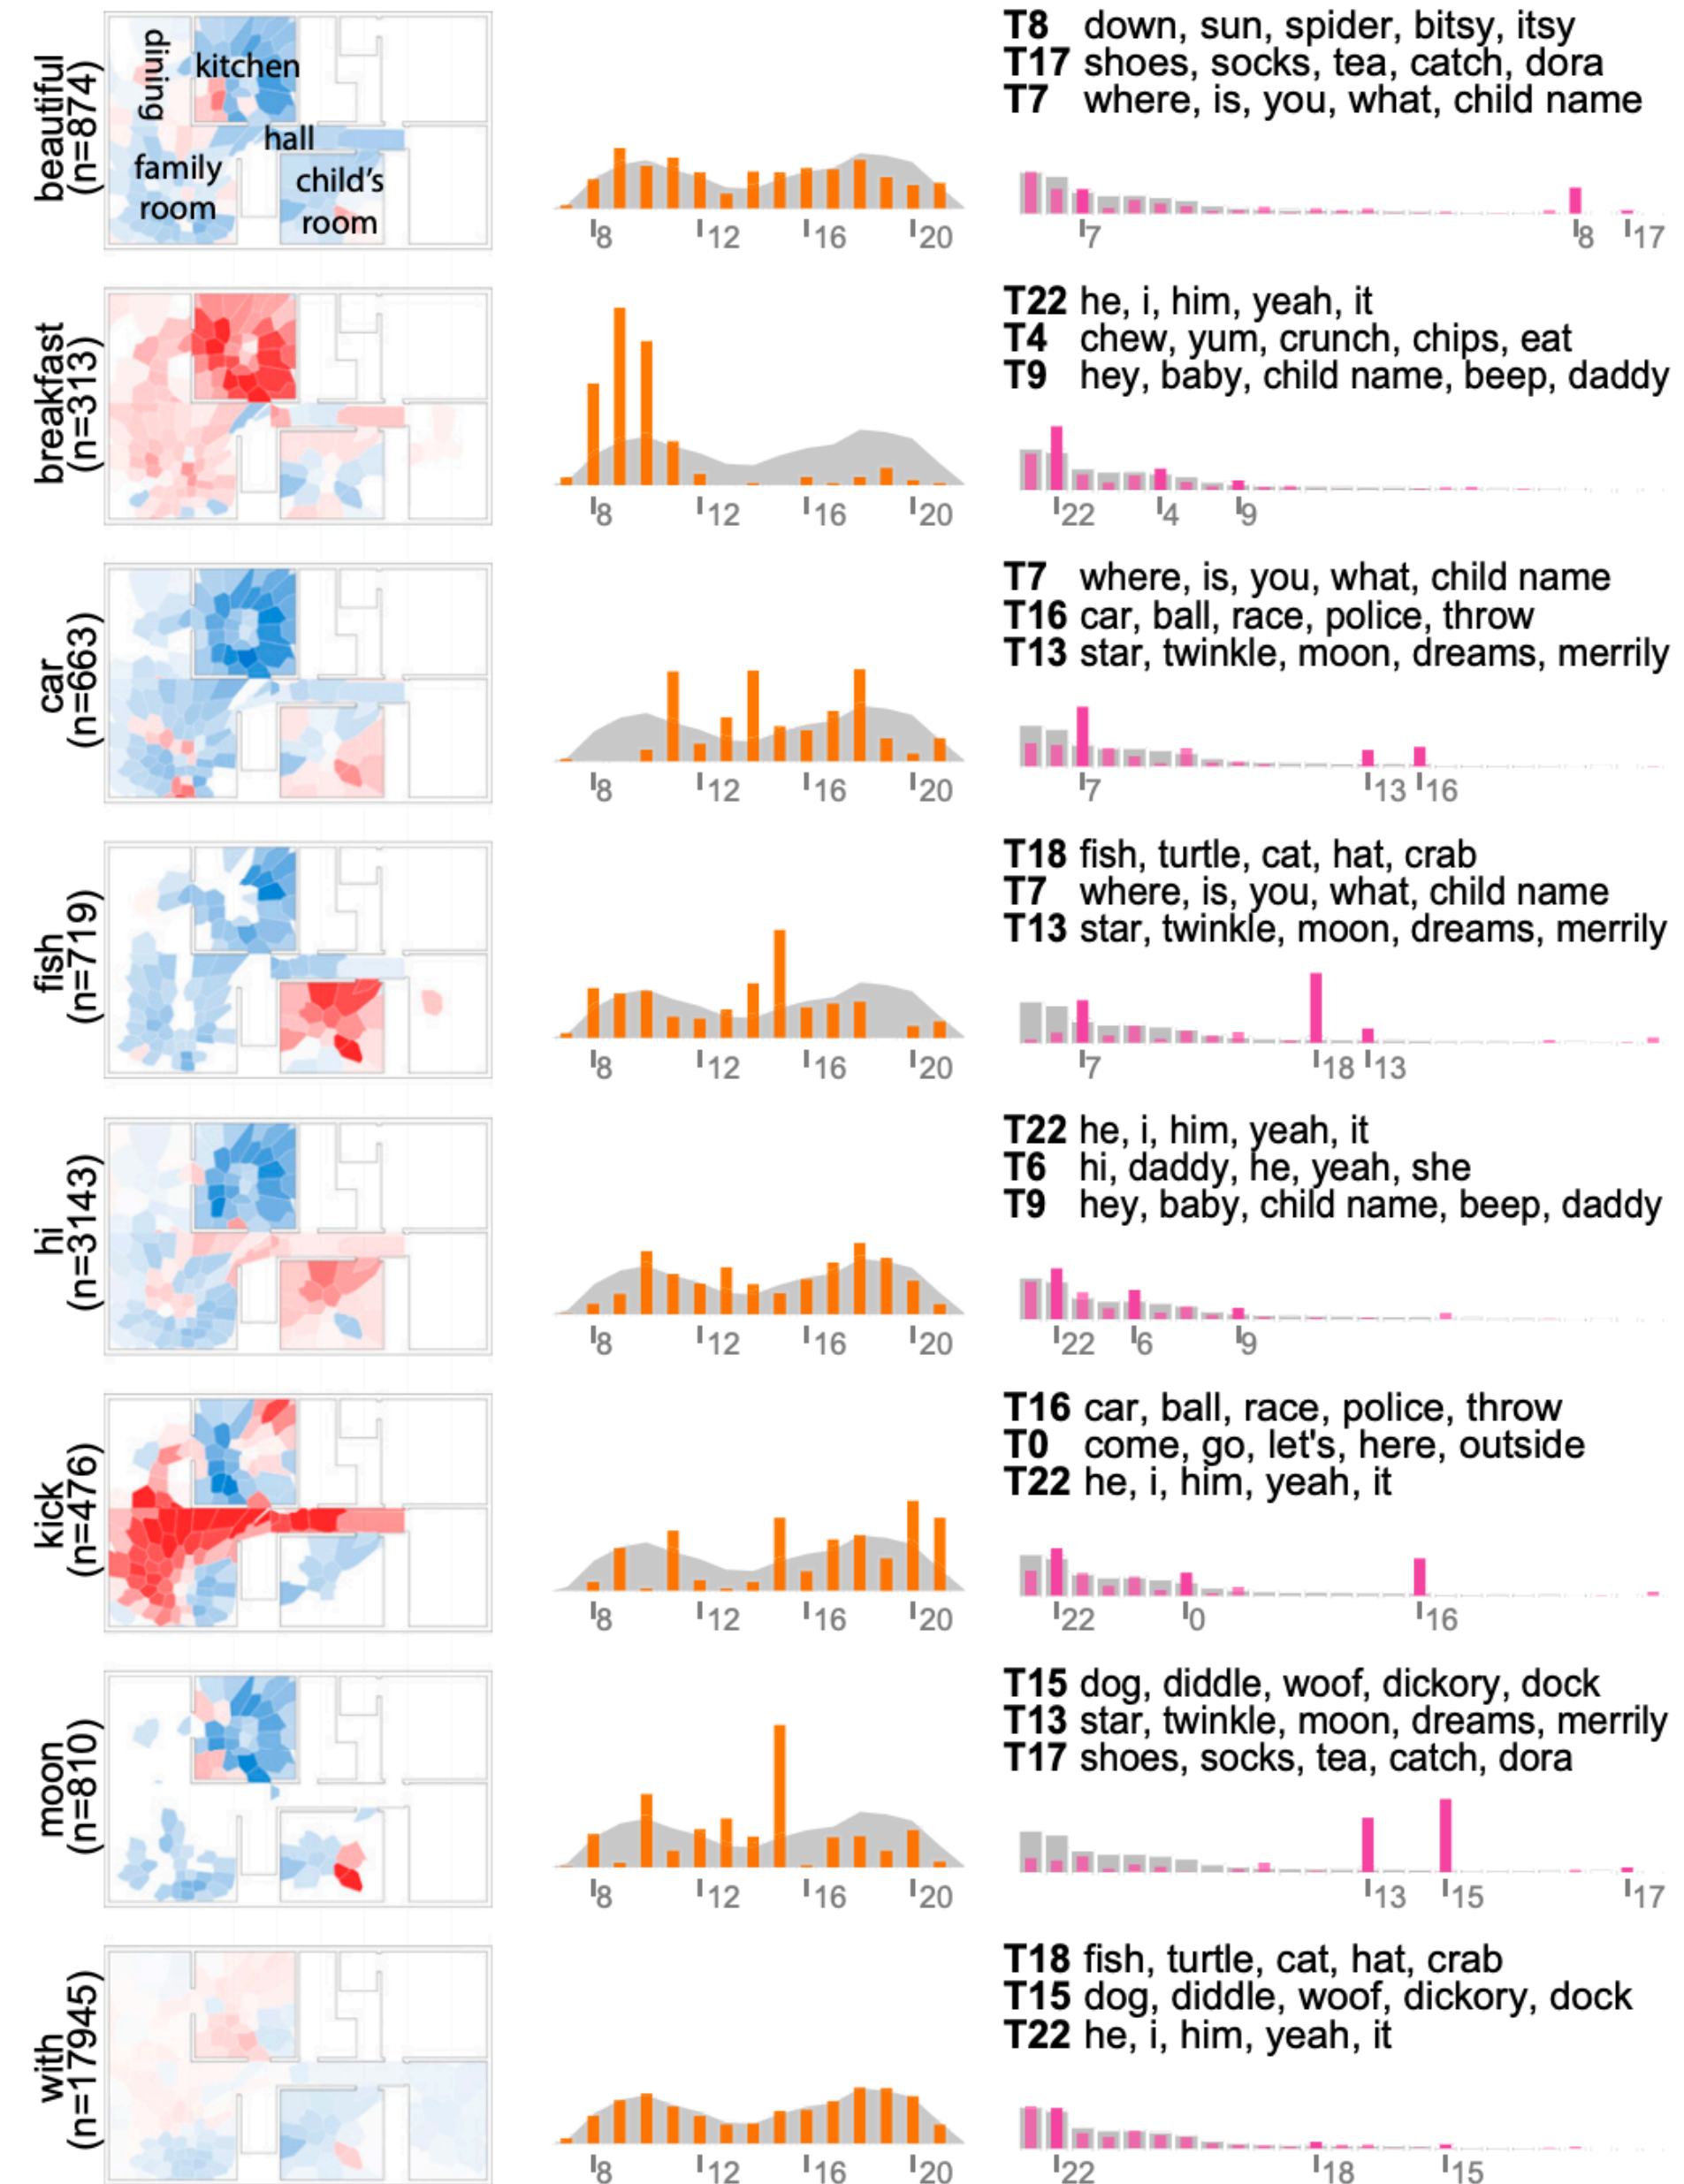 beautiful
(n=874)
dining
kitchen
hall
family
room
child's
room
8 12 16 20
T8 down, sun, spider, bitsy, itsy
T17 shoes, socks, tea, catch, dora
T7 where, is, you, what, child name
7 8 17
breakfast
(n=313)
8 12 16 20
T22 he, i, him, yeah, it
T4 chew, yum, crunch, chips, eat
T9 hey, baby, child name, beep, daddy
22 4 9
car
(n=663)
8 12 16 20
T7 where, is, you, what, child name
T16 car, ball, race, police, throw
T13 star, twinkle, moon, dreams, merrily
7 13 16
fish
(n=719)
8 12 16 20
T18 fish, turtle, cat, hat, crab
T7 where, is, you, what, child name
T13 star, twinkle, moon, dreams, merrily
7 18 13
hi
(n=3143)
8 12 16 20
T22 he, i, him, yeah, it
T6 hi, daddy, he, yeah, she
T9 hey, baby, child name, beep, daddy
22 6 9
kick
(n=476)
8 12 16 20
T16 car, ball, race, police, throw
T0 come, go, let's, here, outside
T22 he, i, him, yeah, it
22 0 16
moon
(n=810)
8 12 16 20
T15 dog, diddle, woof, dickory, dock
T13 star, twinkle, moon, dreams, merrily
T17 shoes, socks, tea, catch, dora
13 15 17
with
(n=17945)
8 12 16 20
T18 fish, turtle, cat, hat, crab
T15 dog, diddle, woof, dickory, dock
T22 he, i, him, yeah, it
22 18 15